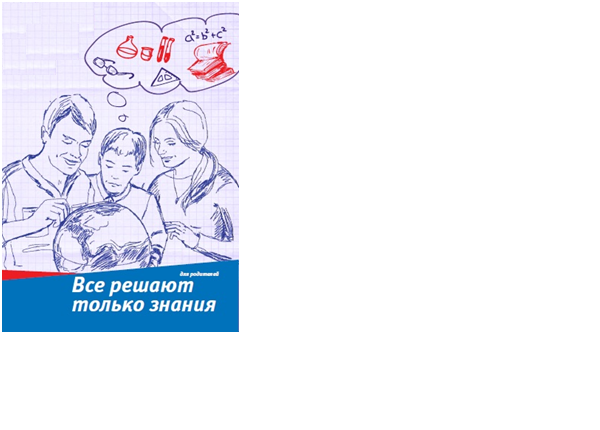 a²=b²+c²
для родителей
Все решают
только знания